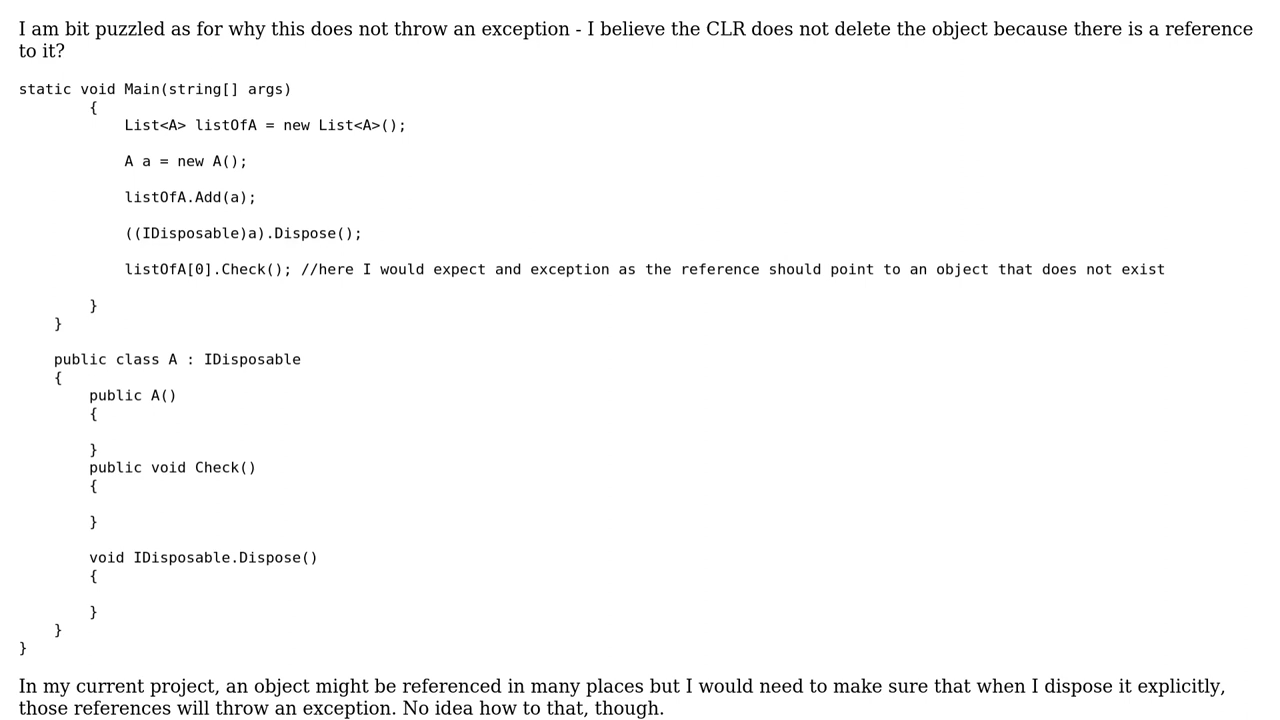 I am bit puzzled as for why this does not throw an exception - I believe the CLR does not delete the object because there is a reference
to it?
static void Main(string[] args)
{
List<A> listOfA = new List<A>();
A a = new A();
listOfA.Add(a);
((IDisposable)a).Dispose();
listOfA[0].Check(); //here I would expect and exception as the reference should point to an object that does not exist
}
}
public class A : IDisposable
{
public A()
{
}
public void Check()
{
}
void IDisposable.Dispose()
{
}
}
}
In my current project, an object might be referenced in many places but I would need to make sure that when I dispose it explicitly,
those references will throw an exception. No idea how to that, though.